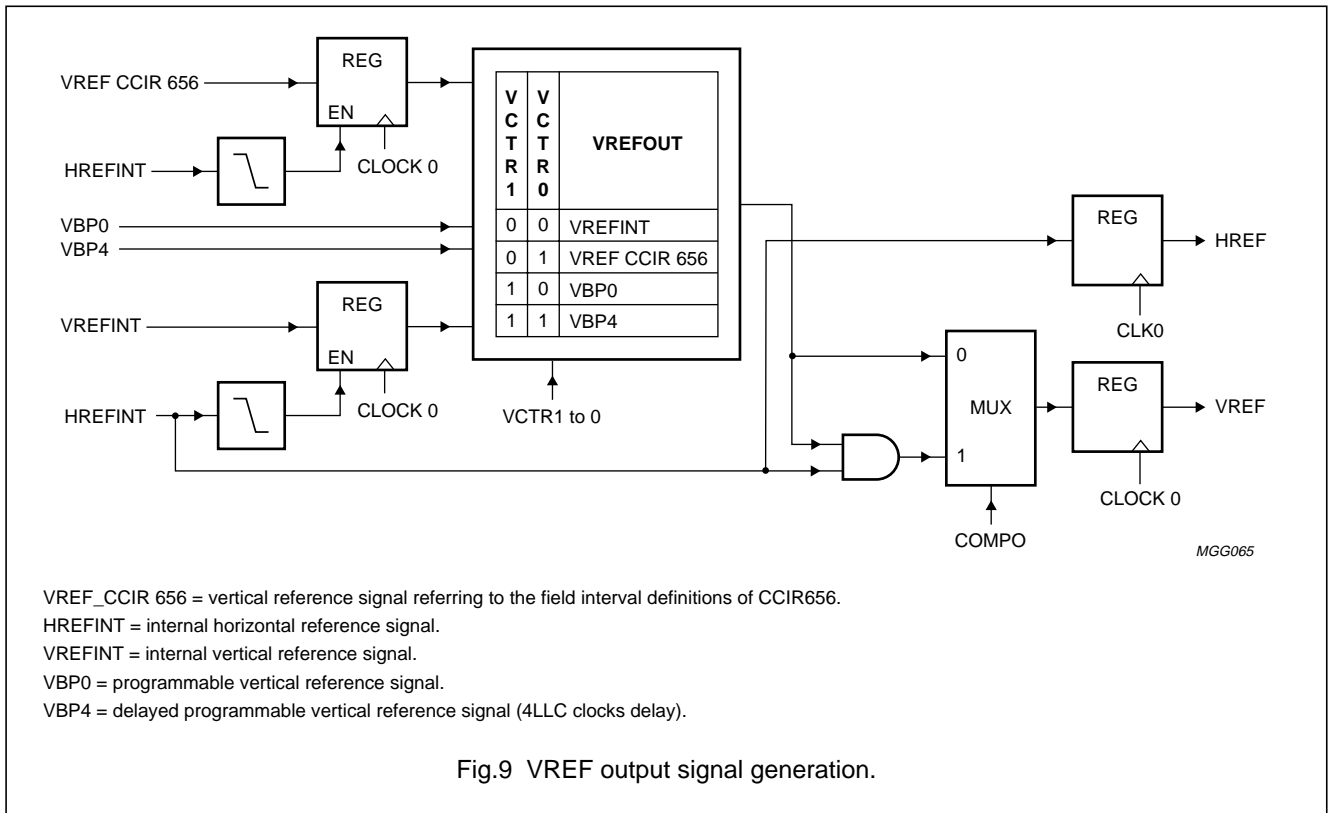 VREF CCIR 656
REG
EN
CLOCK 0
HREFINT
VBP0
VBP4
VREFINT
REG
EN
CLOCK 0
HREFINT
VCTR1 VCTR0 VREFOUT
0 0 VREFINT
0 1 VREF CCIR 656
1 0 VBP0
1 1 VBP4
VCTR1 to 0
REG
HREF
CLK0
0
MUX
1
COMPO
REG
VREF
CLOCK 0
MGG065
VREF_CCIR 656 = vertical reference signal referring to the field interval definitions of CCIR656.
HREFINT = internal horizontal reference signal.
VREFINT = internal vertical reference signal.
VBP0 = programmable vertical reference signal.
VBP4 = delayed programmable vertical reference signal (4LLC clocks delay).
Fig.9 VREF output signal generation.